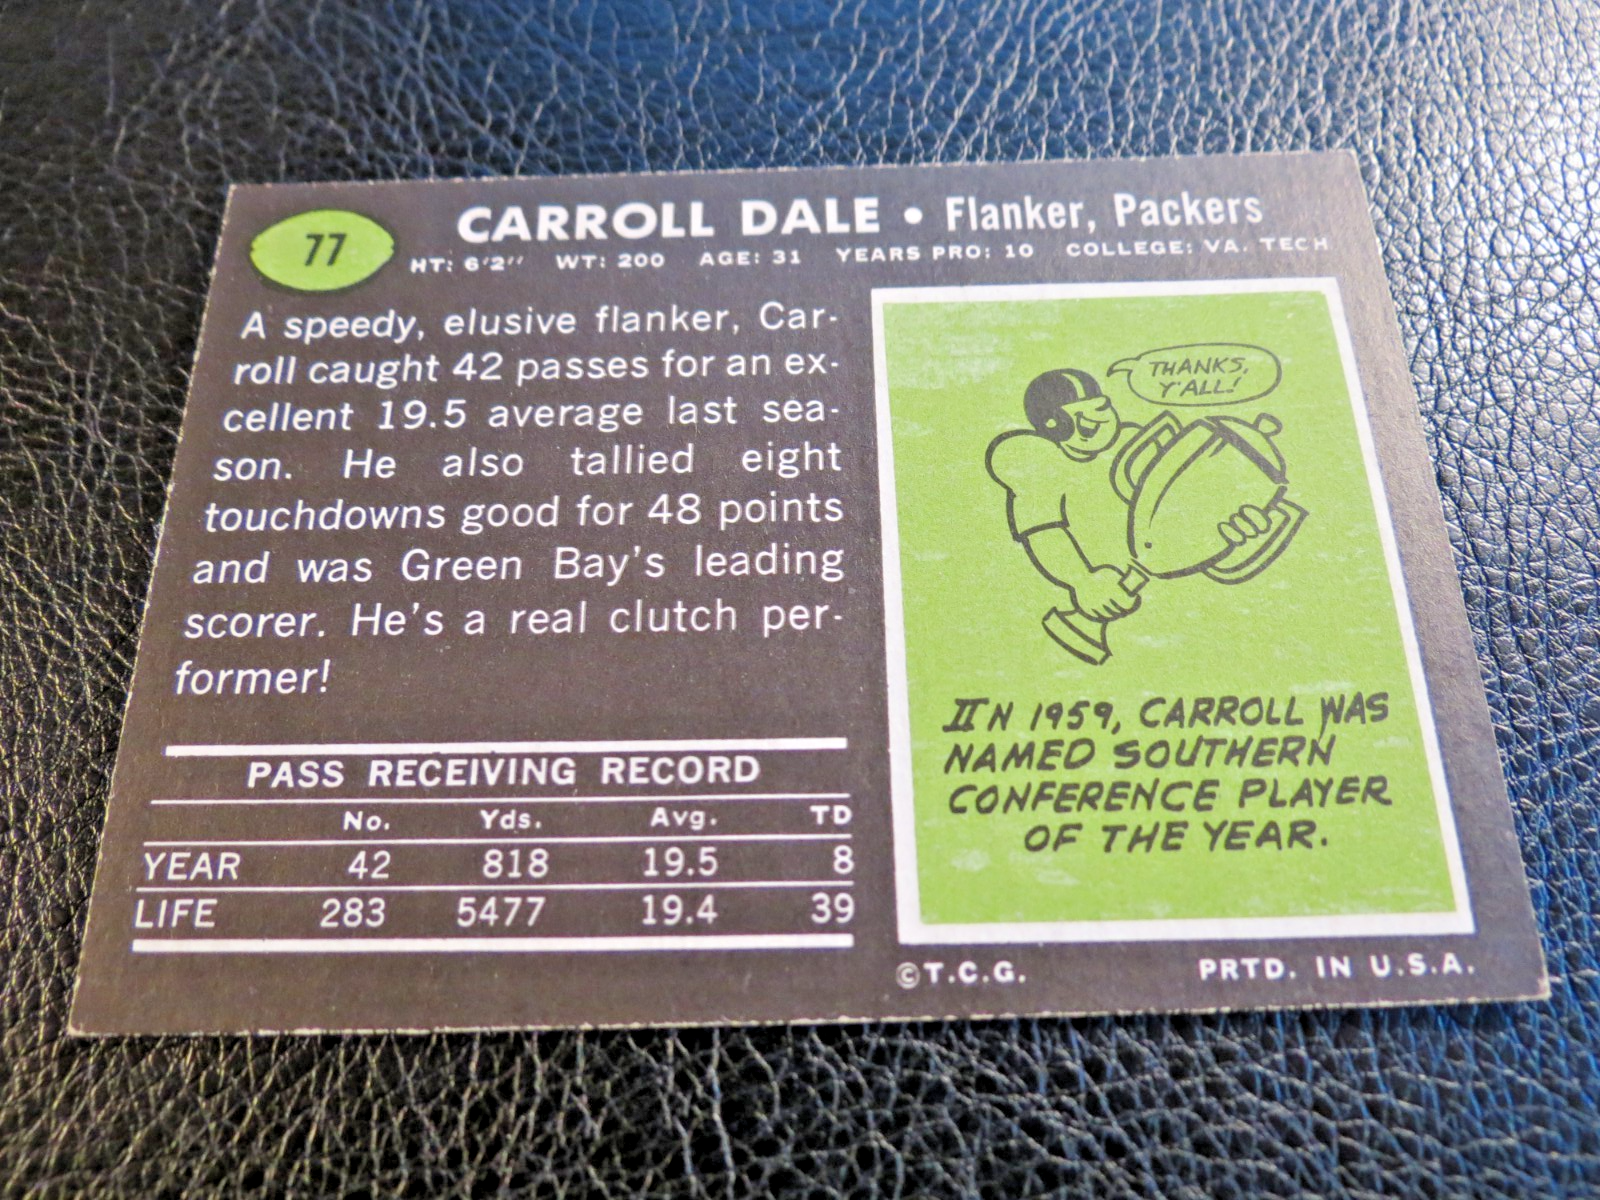 77
CARROLL DALE • Flanker, Packers
HT: 6'2" WT: 200 AGE: 31 YEARS PRO: 10 COLLEGE: VA. TECH
A speedy, elusive flanker, Car-
roll caught 42 passes for an ex-
cellent 19.5 average last sea-
son. He also tallied eight
touchdowns good for 48 points
and was Green Bay's leading
scorer. He's a real clutch per-
former!
PASS RECEIVING RECORD
No. Yds. Avg. TD
YEAR 42 818 19.5 8
LIFE 283 5477 19.4 39
THANKS,
Y'ALL!
IN 1959, CARROLL WAS
NAMED SOUTHERN
CONFERENCE PLAYER
OF THE YEAR.
©T.C.G. PRTD. IN U.S.A.